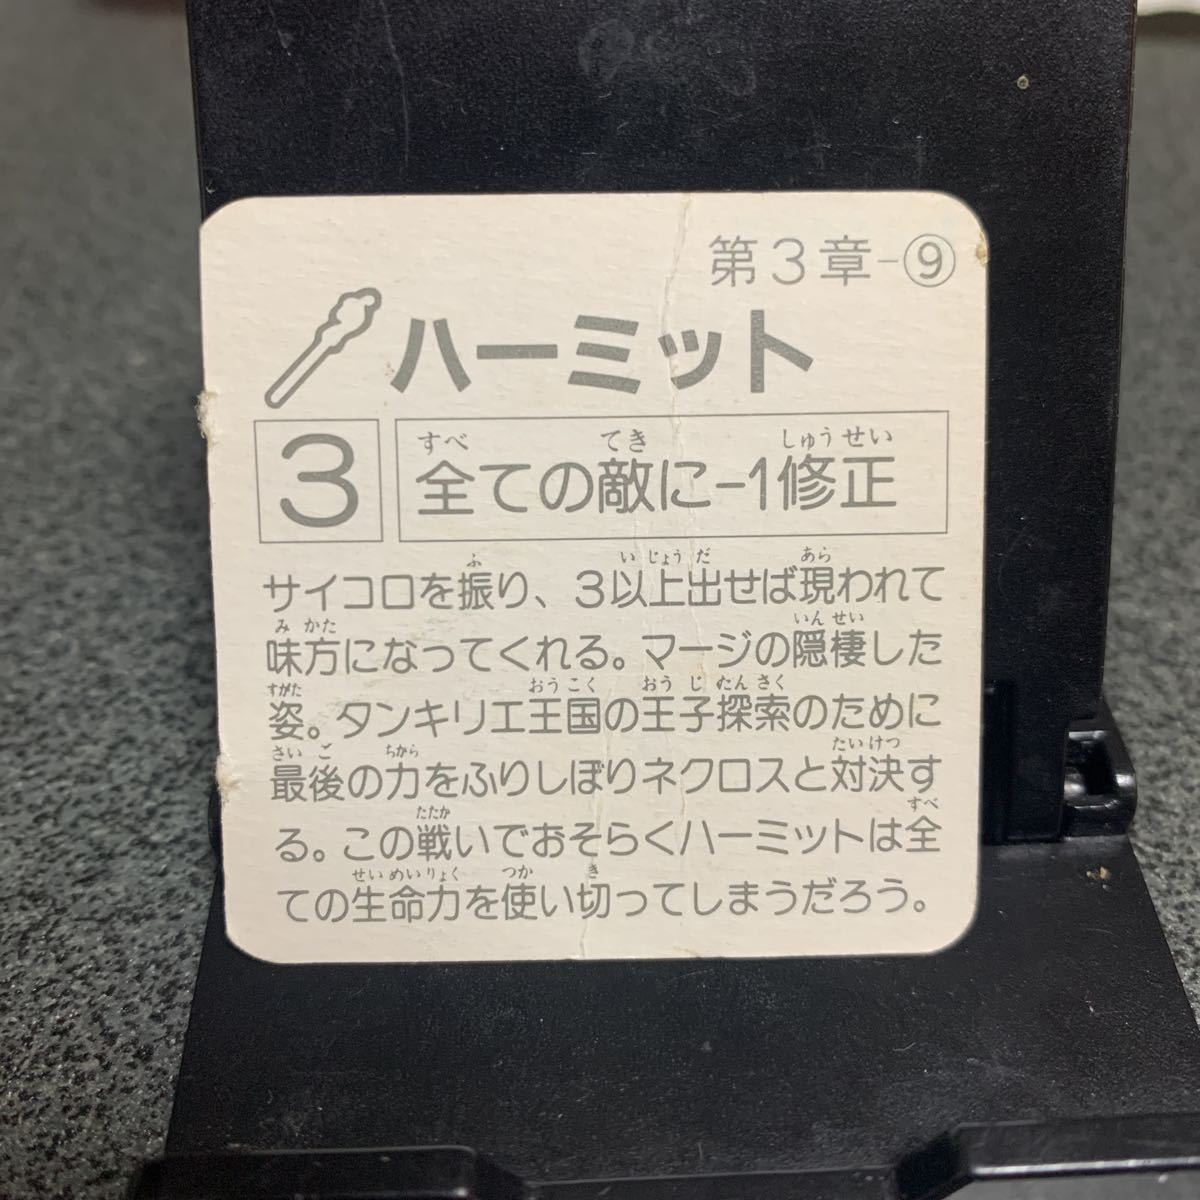 第3章-⑨
ハーミット
3
すべ てき しゅうせい
全ての敵に-1修正
ふ い じょう だ あら
サイコロを振り、3以上出せば現われて
み かた いんせい
味方になってくれる。マージの隠棲した
すがた おうこく おう じ たんさく
姿。タンキリエ王国の王子探索のために
さい ご ちから たいけつ
最後の力をふりしぼりネクロスと対決す
たたか すべ
る。この戦いでおそらくハーミットは全
せいめいりょく つか き
ての生命力を使い切ってしまうだろう。